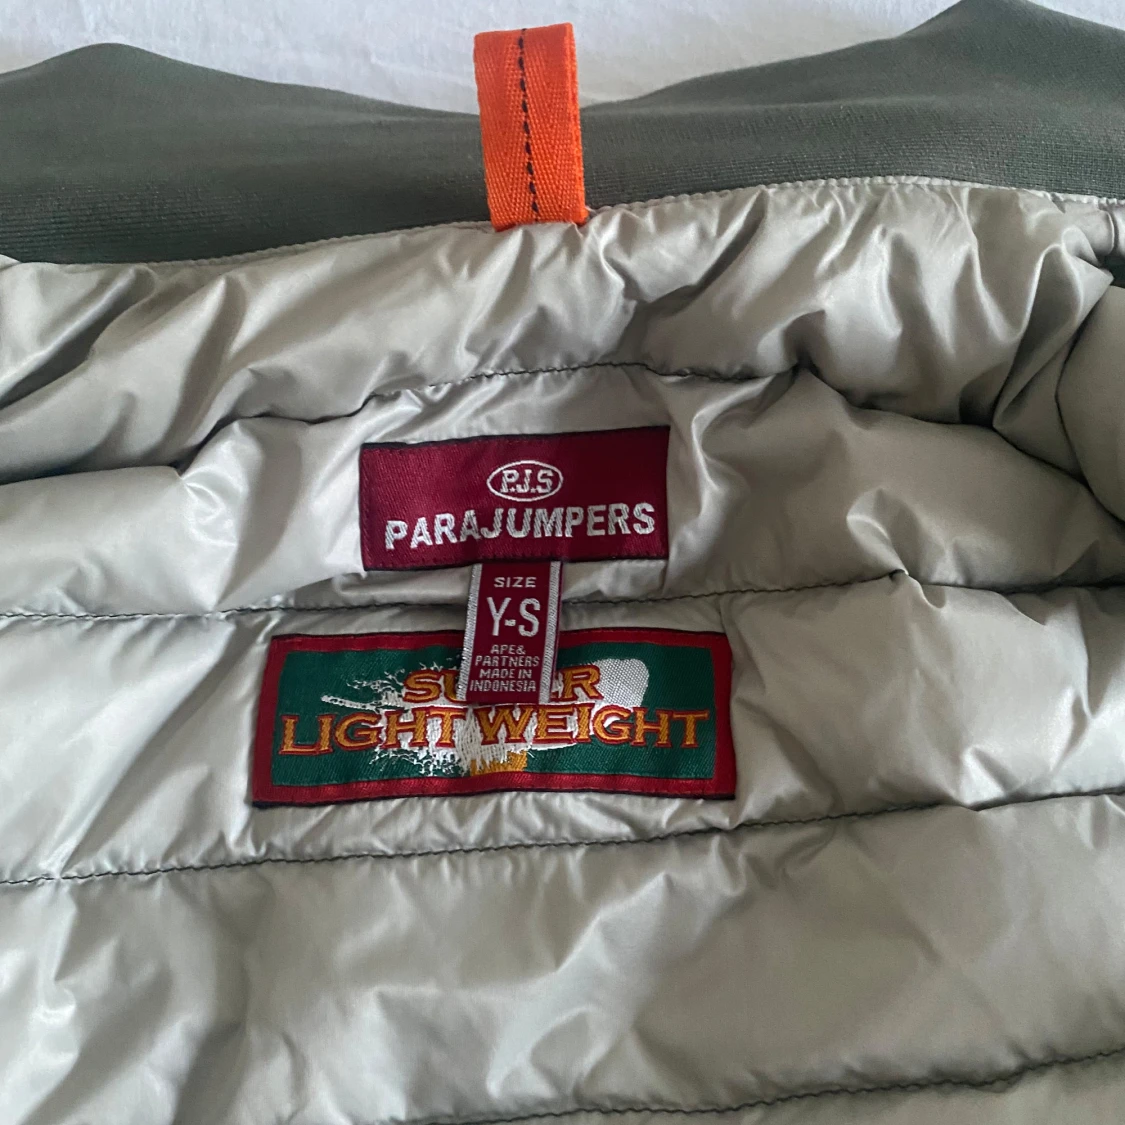 P.J.S
PARAJUMPERS
SIZE
Y-S
APE&
PARTNERS
MADE IN
INDONESIA
LIGHT WEIGHT